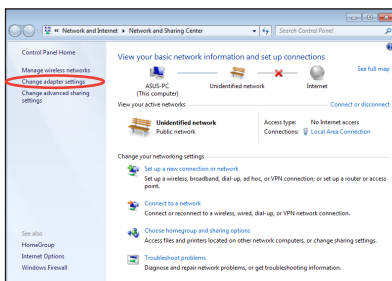 « Network and Internet ▸ Network and Sharing Center
Search Control Panel
Control Panel Home
Manage wireless networks
Change adapter settings
Change advanced sharing
settings
See also
HomeGroup
Internet Options
Windows Firewall
View your basic network information and set up connections
See full map
ASUS-PC
(This computer)
Unidentified network
Internet
View your active networks
Connect or disconnect
Unidentified network
Public network
Access type: No Internet access
Connections: Local Area Connection
Change your networking settings
Set up a new connection or network
Set up a wireless, broadband, dial-up, ad hoc, or VPN connection; or set up a router or access
point.
Connect to a network
Connect or reconnect to a wireless, wired, dial-up, or VPN network connection.
Choose homegroup and sharing options
Access files and printers located on other network computers, or change sharing settings.
Troubleshoot problems
Diagnose and repair network problems, or get troubleshooting information.